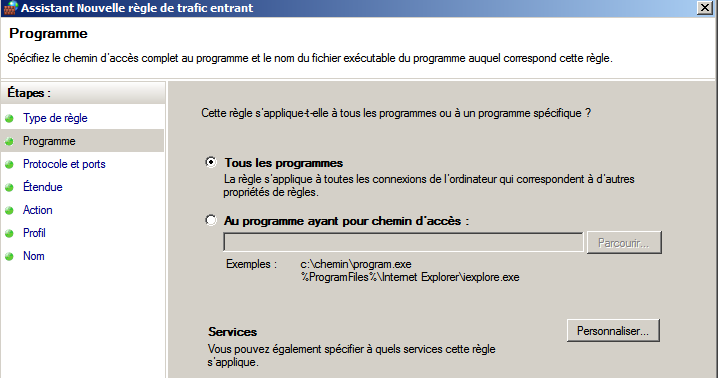 Assistant Nouvelle règle de trafic entrant
Programme
Spécifiez le chemin d'accès complet au programme et le nom du fichier exécutable du programme auquel correspond cette règle.
Étapes :
Type de règle
Programme
Protocole et ports
Étendue
Action
Profil
Nom
Cette règle s'applique-t-elle à tous les programmes ou à un programme spécifique ?
Tous les programmes
La règle s'applique à toutes les connexions de l'ordinateur qui correspondent à d'autres
propriétés de règles.
Au programme ayant pour chemin d'accès :
Parcourir...
Exemples :
c:\chemin\program.exe
%ProgramFiles%\Internet Explorer\iexplore.exe
Services
Personnaliser...
Vous pouvez également spécifier à quels services cette règle
s'applique.